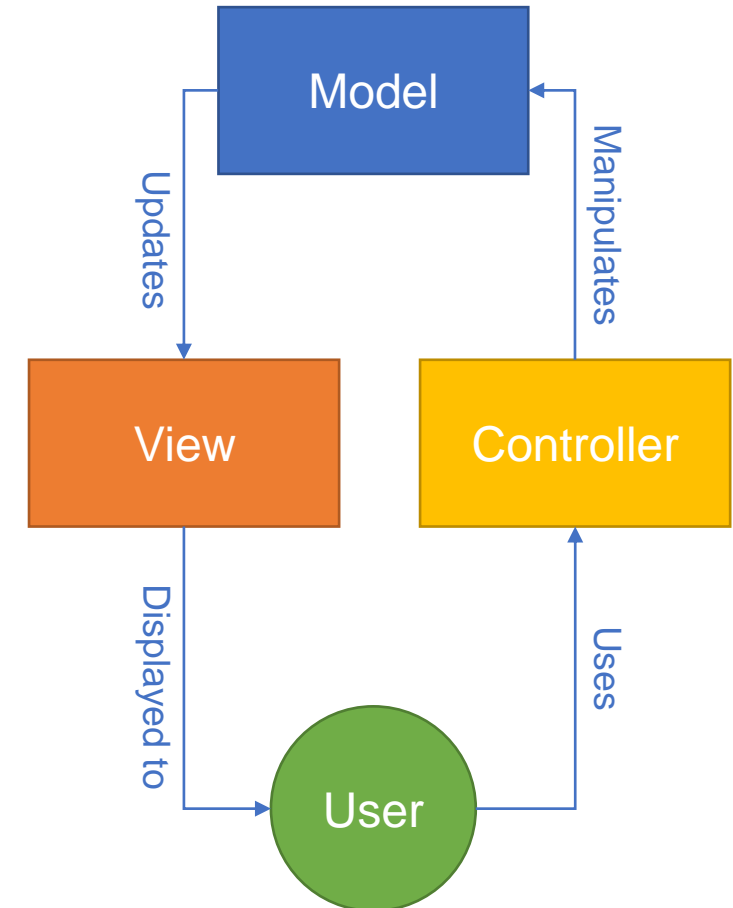 Model
Updates
Manipulates
View
Controller
Displayed to
Uses
User